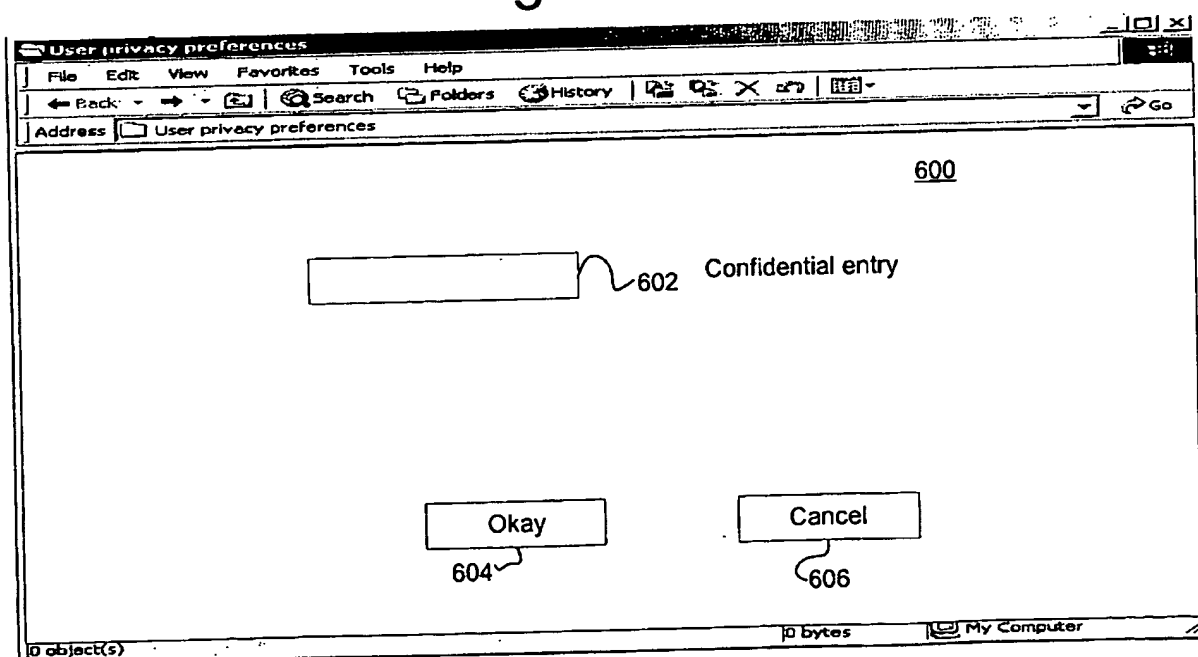 User privacy preferences
File Edit View Favorites Tools Help
Back Search Folders History
Address User privacy preferences Go
600
602 Confidential entry
Okay Cancel
604 606
0 object(s) 0 bytes My Computer